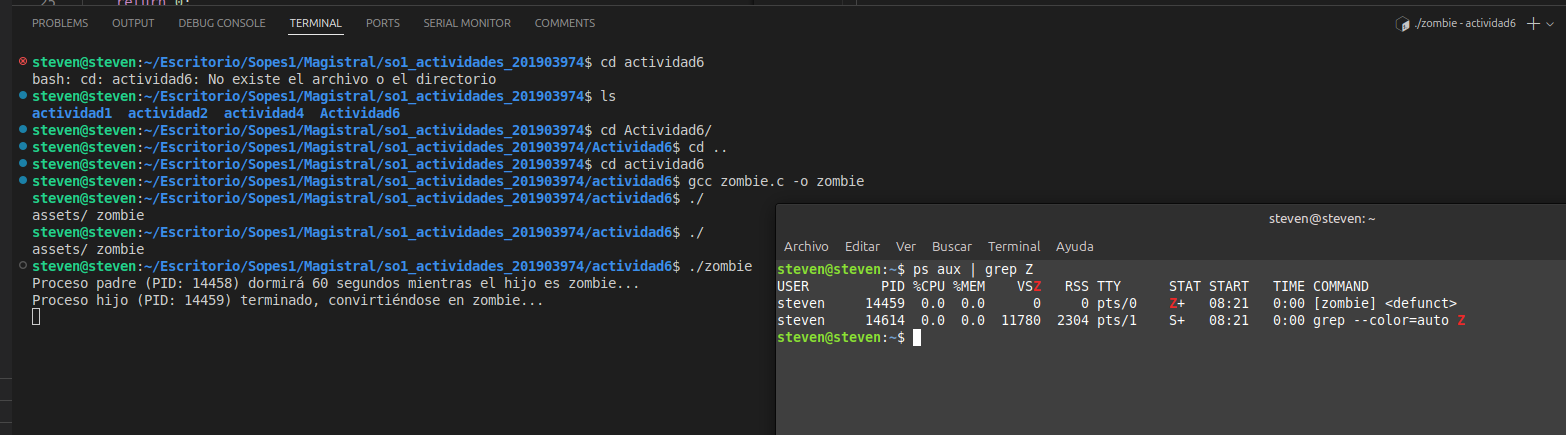 25 return 0;
PROBLEMS OUTPUT DEBUG CONSOLE TERMINAL PORTS SERIAL MONITOR COMMENTS
./zombie - actividad6
steven@steven:~/Escritorio/Sopes1/Magistral/so1_actividades_201903974$ cd actividad6
bash: cd: actividad6: No existe el archivo o el directorio
steven@steven:~/Escritorio/Sopes1/Magistral/so1_actividades_201903974$ ls
actividad1 actividad2 actividad4 Actividad6
steven@steven:~/Escritorio/Sopes1/Magistral/so1_actividades_201903974$ cd Actividad6/
steven@steven:~/Escritorio/Sopes1/Magistral/so1_actividades_201903974/Actividad6$ cd ..
steven@steven:~/Escritorio/Sopes1/Magistral/so1_actividades_201903974$ cd actividad6
steven@steven:~/Escritorio/Sopes1/Magistral/so1_actividades_201903974/actividad6$ gcc zombie.c -o zombie
steven@steven:~/Escritorio/Sopes1/Magistral/so1_actividades_201903974/actividad6$ ./
assets/ zombie
steven@steven:~/Escritorio/Sopes1/Magistral/so1_actividades_201903974/actividad6$ ./
assets/ zombie
steven@steven:~/Escritorio/Sopes1/Magistral/so1_actividades_201903974/actividad6$ ./zombie
Proceso padre (PID: 14458) dormirá 60 segundos mientras el hijo es zombie...
Proceso hijo (PID: 14459) terminado, convirtiéndose en zombie...
steven@steven: ~
Archivo Editar Ver Buscar Terminal Ayuda
steven@steven:~$ ps aux | grep Z
USER PID %CPU %MEM VSZ RSS TTY STAT START TIME COMMAND
steven 14459 0.0 0.0 0 0 pts/0 Z+ 08:21 0:00 [zombie] <defunct>
steven 14614 0.0 0.0 11780 2304 pts/1 S+ 08:21 0:00 grep --color=auto Z
steven@steven:~$